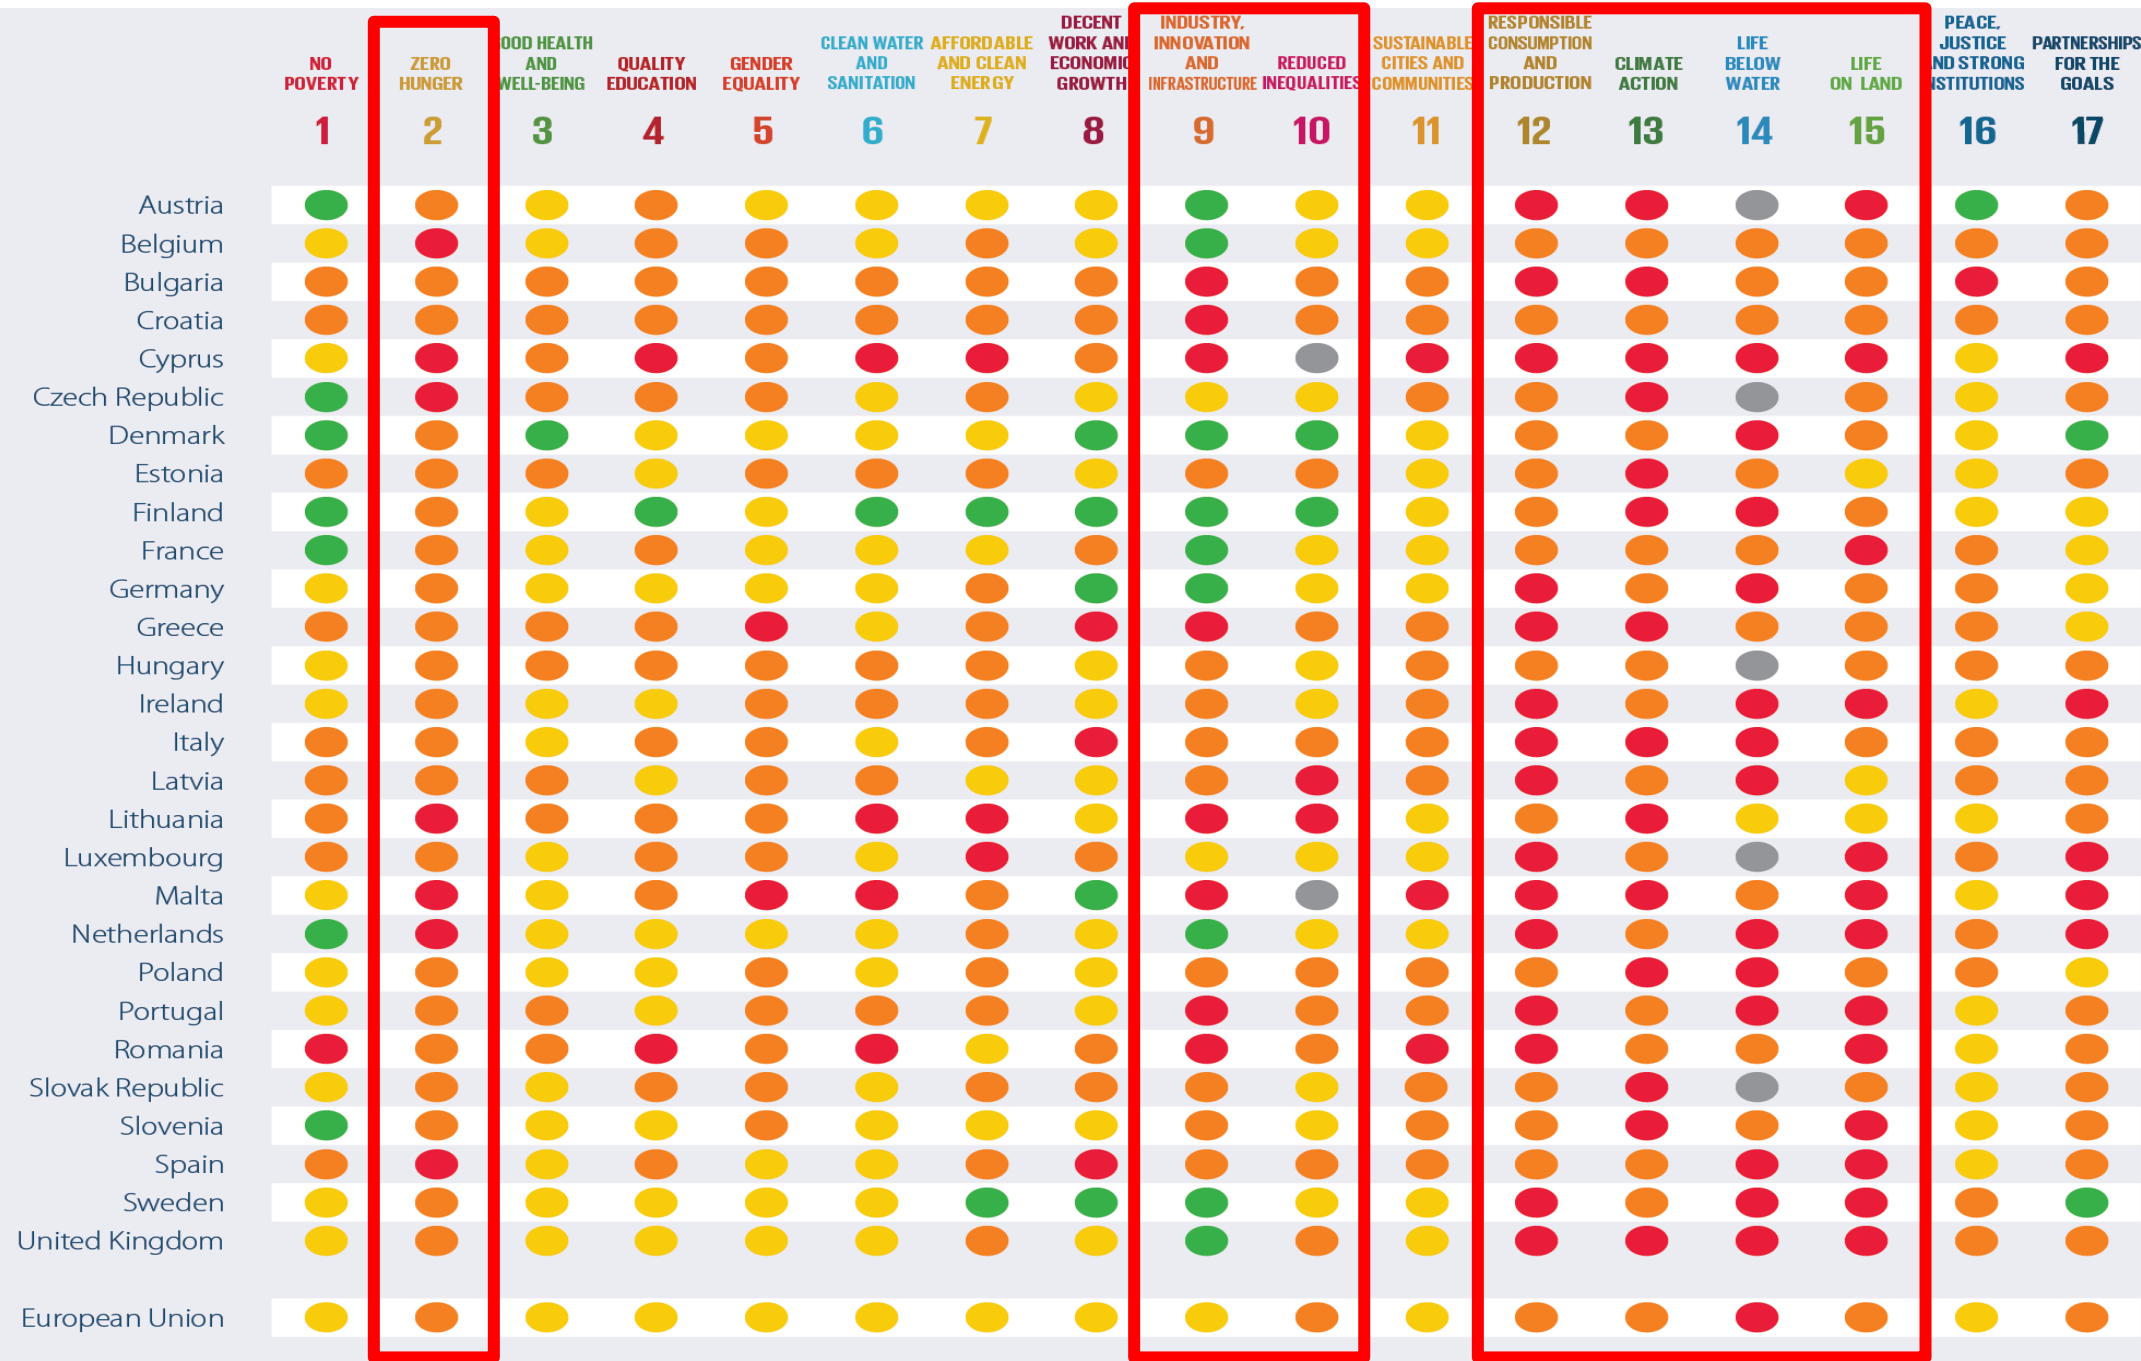 NO
POVERTY
1
ZERO
HUNGER
2
OOD HEALTH
AND
WELL-BEING
3
QUALITY
EDUCATION
4
GENDER
EQUALITY
5
CLEAN WATER
AND
SANITATION
6
AFFORDABLE
AND CLEAN
ENERGY
7
DECENT
WORK AND
ECONOMIC
GROWTH
8
INDUSTRY,
INNOVATION
AND
INFRASTRUCTURE
9
REDUCED
INEQUALITIES
10
SUSTAINABLE
CITIES AND
COMMUNITIES
11
RESPONSIBLE
CONSUMPTION
AND
PRODUCTION
12
CLIMATE
ACTION
13
LIFE
BELOW
WATER
14
LIFE
ON LAND
15
PEACE,
JUSTICE
ND STRONG
NSTITUTIONS
16
PARTNERSHIPS
FOR THE
GOALS
17
Austria
Belgium
Bulgaria
Croatia
Cyprus
Czech Republic
Denmark
Estonia
Finland
France
Germany
Greece
Hungary
Ireland
Italy
Latvia
Lithuania
Luxembourg
Malta
Netherlands
Poland
Portugal
Romania
Slovak Republic
Slovenia
Spain
Sweden
United Kingdom
European Union